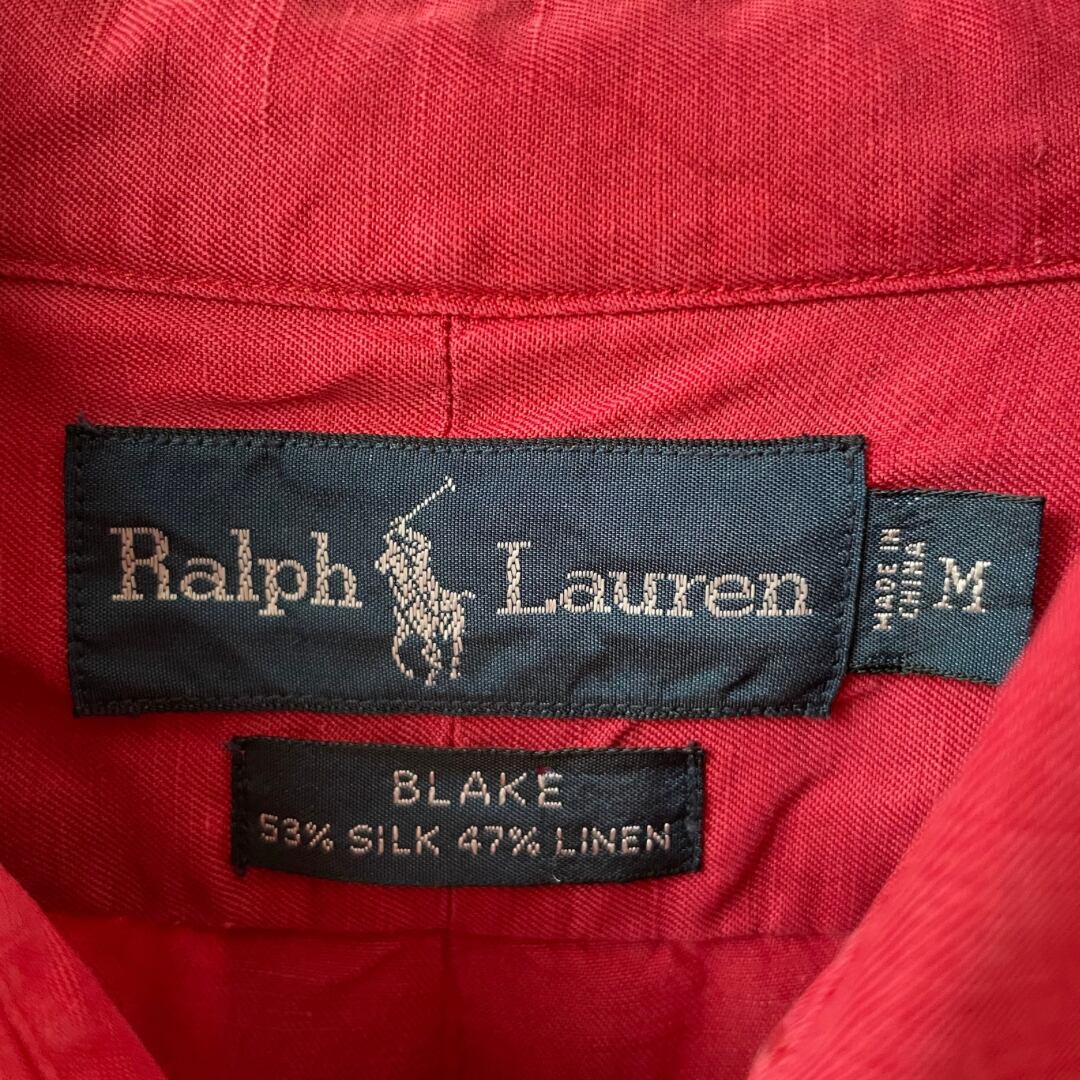 Ralph Lauren
MADE IN
CHINA
M
BLAKE
53% SILK 47% LINEN